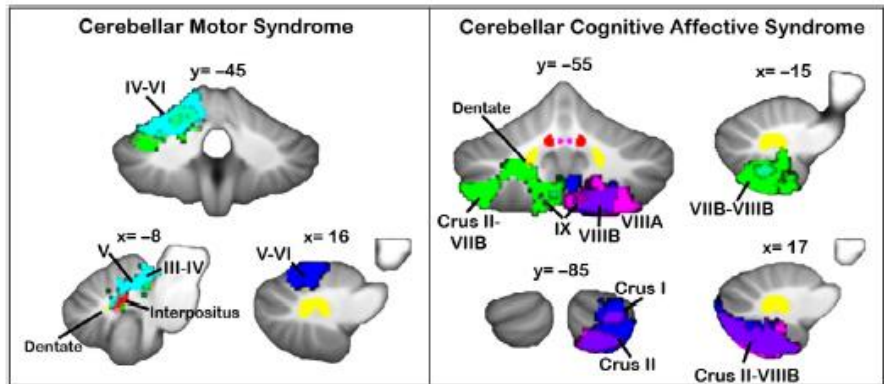 Cerebellar Motor Syndrome
y= –45
IV-VI
x= –8
V
III-IV
Interpositus
Dentate
x= 16
V-VI
Cerebellar Cognitive Affective Syndrome
y= –55
Dentate
Crus II-
VIIB
IX
VIIIB
VIIIA
x= –15
VIIB-VIIIB
y= –85
Crus I
Crus II
x= 17
Crus II-VIIIB